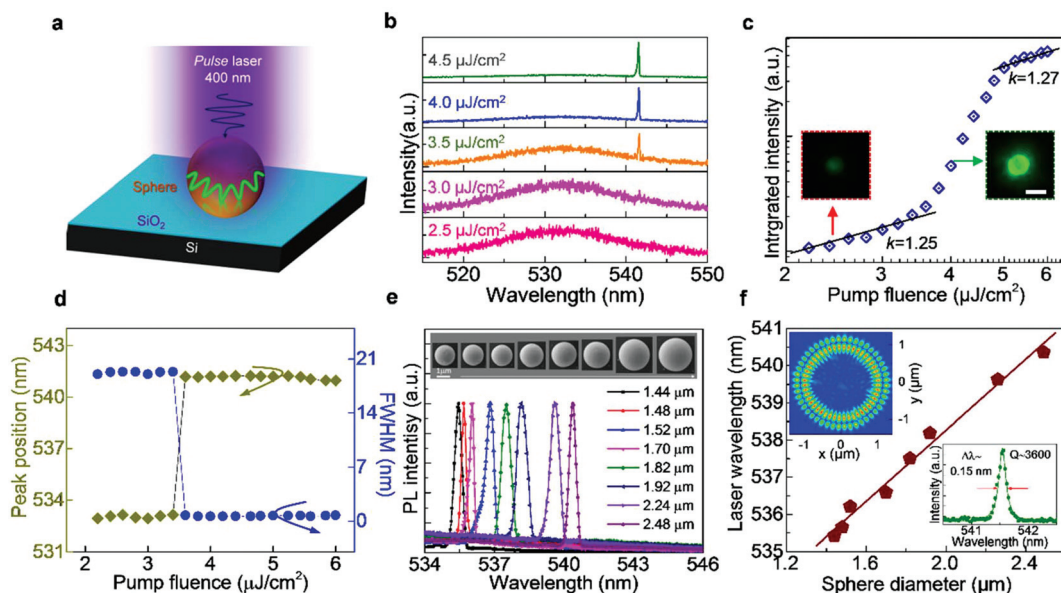 a
Pulse laser
400 nm
Sphere
SiO2
Si
b
4.5 μJ/cm2
4.0 μJ/cm2
3.5 μJ/cm2
3.0 μJ/cm2
2.5 μJ/cm2
Intensity(a.u.)
520 530 540 550
Wavelength (nm)
c
Intrgrated intensity (a.u.)
k=1.27
k=1.25
2 3 4 5 6
Pump fluence (μJ/cm2)
d
Peak position (nm)
543
540
537
534
531
21
14
7
0
FWHM (nm)
2 3 4 5 6
Pump fluence (μJ/cm2)
e
PL intentisy (a.u.)
1μm
1.44 μm
1.48 μm
1.52 μm
1.70 μm
1.82 μm
1.92 μm
2.24 μm
2.48 μm
534 537 540 543 546
Wavelength (nm)
f
Laser wavelength (nm)
541
540
539
538
537
536
535
1
0
-1
y (μm)
-1 0 1
x (μm)
Δλ~
0.15 nm
Q~3600
Intensity (a.u.)
541 542
Wavelength (nm)
1.2 1.6 2.0 2.4 2.8
Sphere diameter (μm)